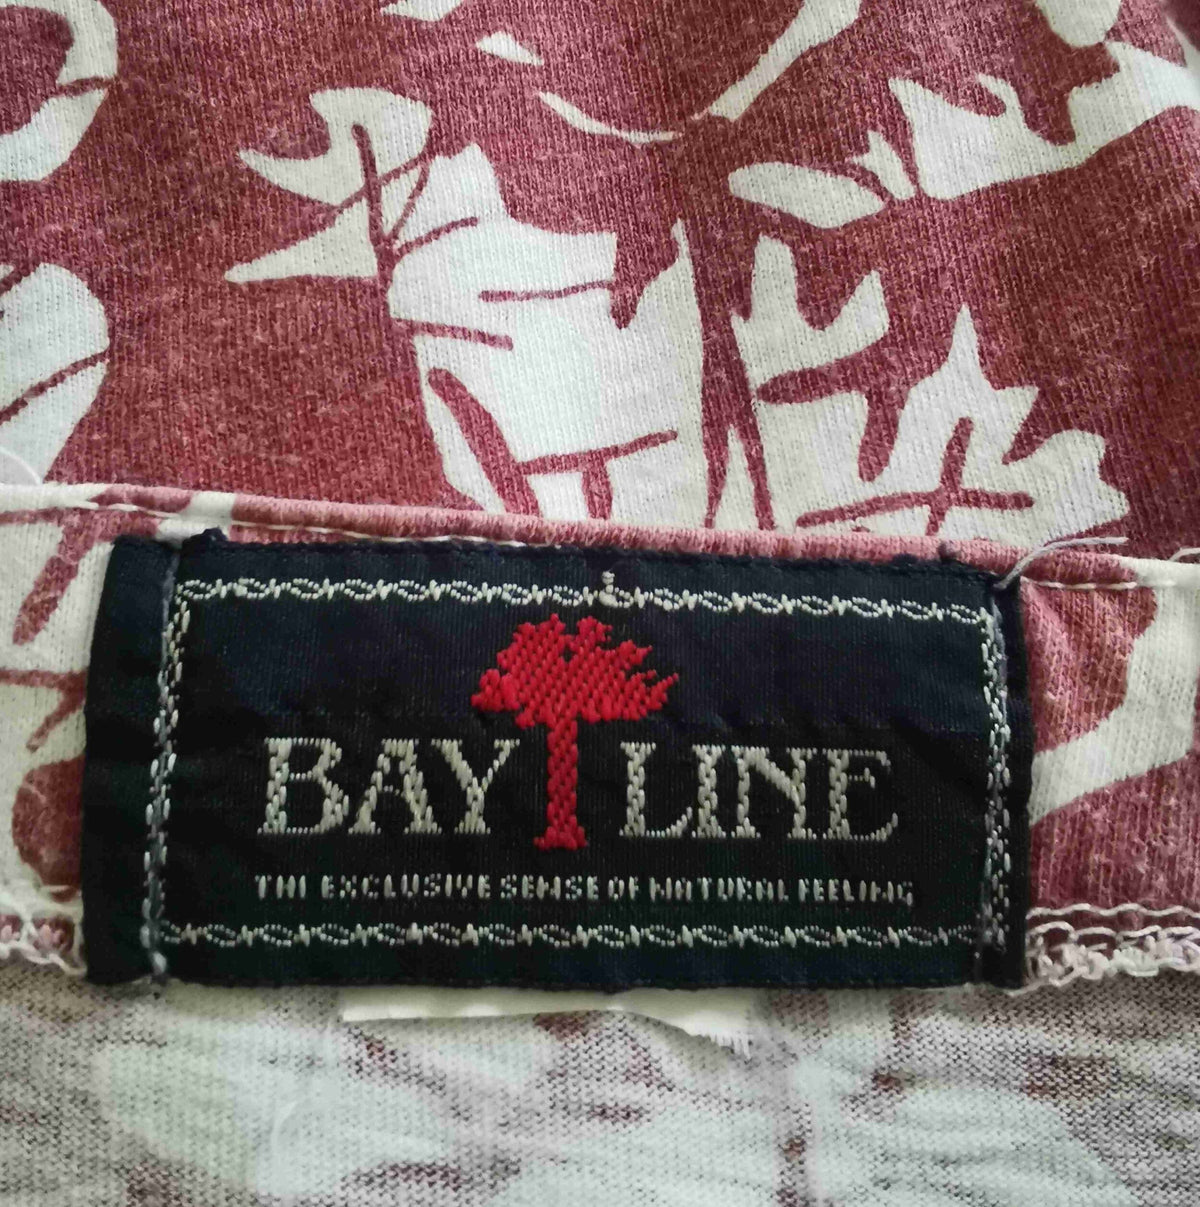 BAY LINE
THE EXCLUSIVE SENSE OF NATURAL FEELING